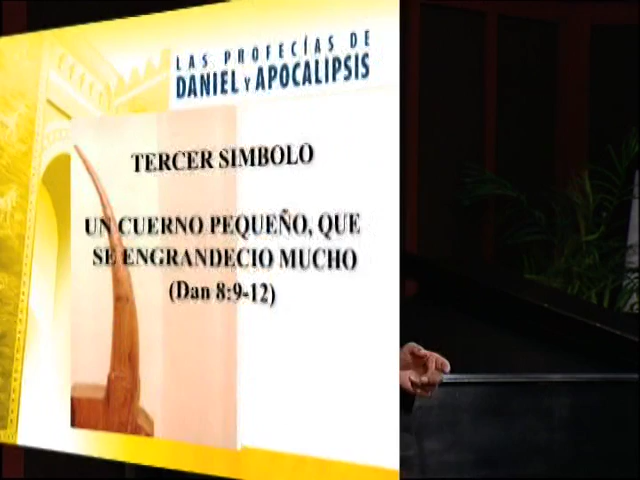 LAS PROFECÍAS DE
DANIEL Y APOCALIPSIS
TERCER SIMBOLO
UN CUERNO PEQUEÑO, QUE
SE ENGRANDECIO MUCHO
(Dan 8:9-12)